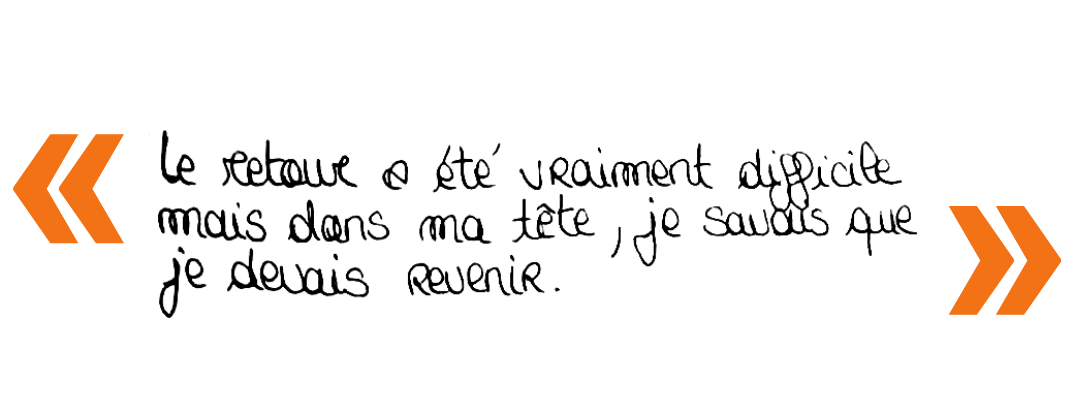 « Le retour a été vraiment difficile
mais dans ma tête, je savais que
je devais revenir. »